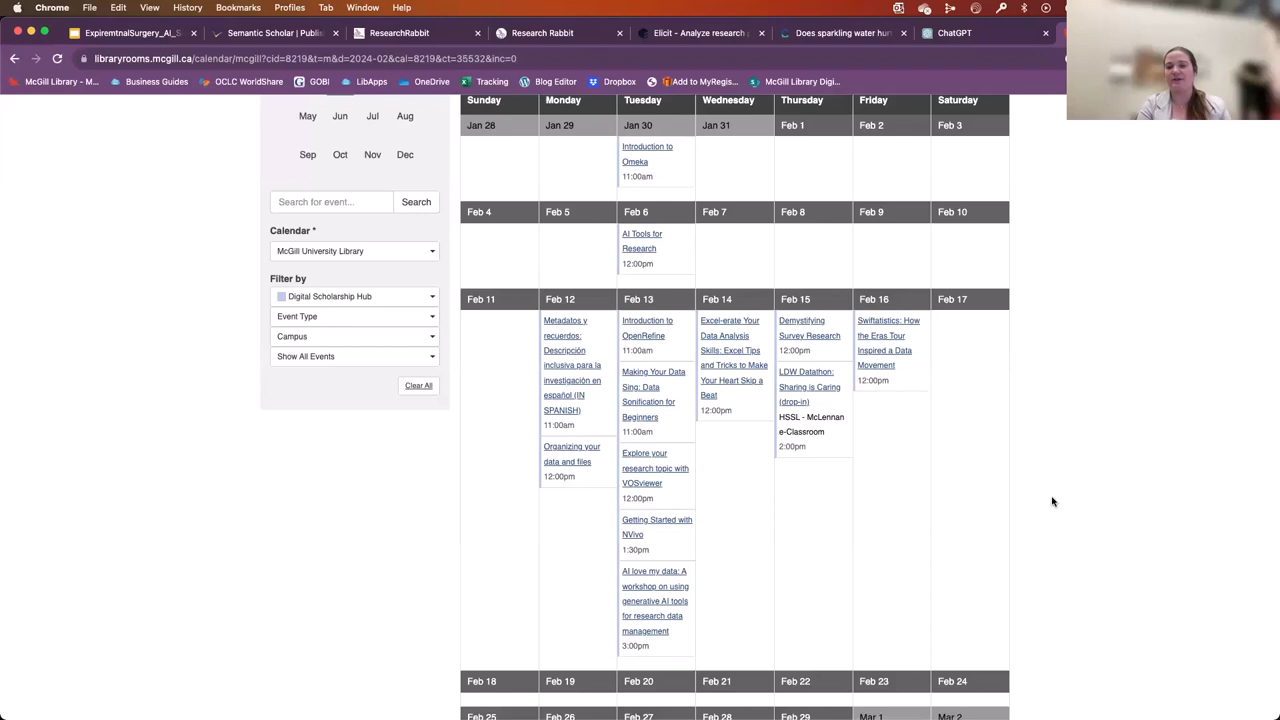 Chrome File Edit View History Bookmarks Profiles Tab Window Help
ExpiremtnalSurgery_AI_S
Semantic Scholar | Publis
ResearchRabbit
Research Rabbit
Elicit - Analyze research
Does sparkling water hur
ChatGPT
libraryrooms.mcgill.ca/calendar/mcgill?cid=8219&t=m&d=2024-02&cal=8219&ct=35532&inc=0
McGill Library - Em...
Business Guides
OCLC WorldShare
GOBI
LibApps
OneDrive
Tracking
Blog Editor
Dropbox
Add to MyRegis...
McGill Library Digi...
May Jun Jul Aug
Sep Oct Nov Dec
Search for event... Search
Calendar *
McGill University Library
Filter by
Digital Scholarship Hub
Event Type
Campus
Show All Events
Clear All
Sunday Monday Tuesday Wednesday Thursday Friday Saturday
Jan 28 Jan 29 Jan 30 Jan 31 Feb 1 Feb 2 Feb 3
Introduction to
Omeka
11:00am
Feb 4 Feb 5 Feb 6 Feb 7 Feb 8 Feb 9 Feb 10
AI Tools for
Research
12:00pm
Feb 11 Feb 12 Feb 13 Feb 14 Feb 15 Feb 16 Feb 17
Metadatos y
recuerdos:
Descripción
inclusiva para la
investigación en
español (IN
SPANISH)
11:00am
Organizing your
data and files
12:00pm
Introduction to
OpenRefine
11:00am
Making Your Data
Sing: Data
Sonification for
Beginners
11:00am
Explore your
research topic with
VOSviewer
12:00pm
Getting Started with
NVivo
1:30pm
AI love my data: A
workshop on using
generative AI tools
for research data
management
3:00pm
Excel-erate Your
Data Analysis
Skills: Excel Tips
and Tricks to Make
Your Heart Skip a
Beat
12:00pm
Demystifying
Survey Research
12:00pm
LDW Datathon:
Sharing is Caring
(drop-in)
HSSL - McLennan
e-Classroom
2:00pm
Swiftatistics: How
the Eras Tour
Inspired a Data
Movement
12:00pm
Feb 18 Feb 19 Feb 20 Feb 21 Feb 22 Feb 23 Feb 24
Feb 25 Feb 26 Feb 27 Feb 28 Feb 29 Mar 1 Mar 2